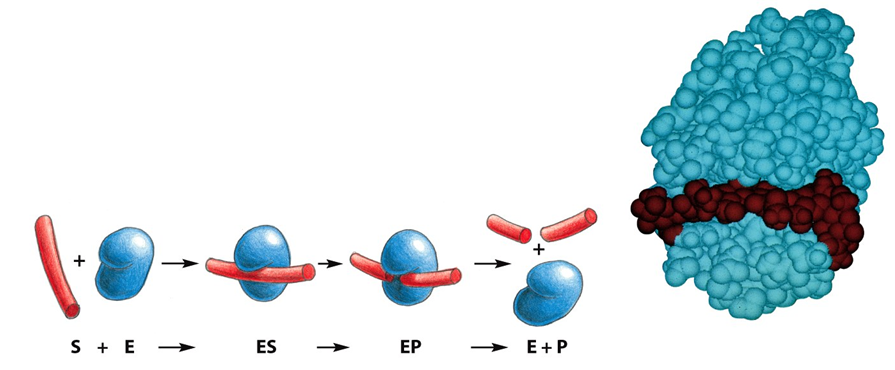 +
+
S + E → ES → EP → E + P